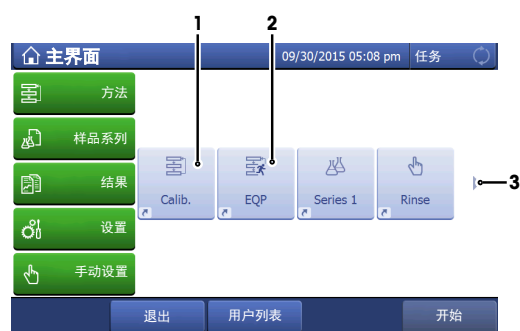 1
2
主界面
09/30/2015 05:08 pm
任务
方法
样品系列
结果
设置
手动设置
Calib.
EQP
Series 1
Rinse
3
退出
用户列表
开始